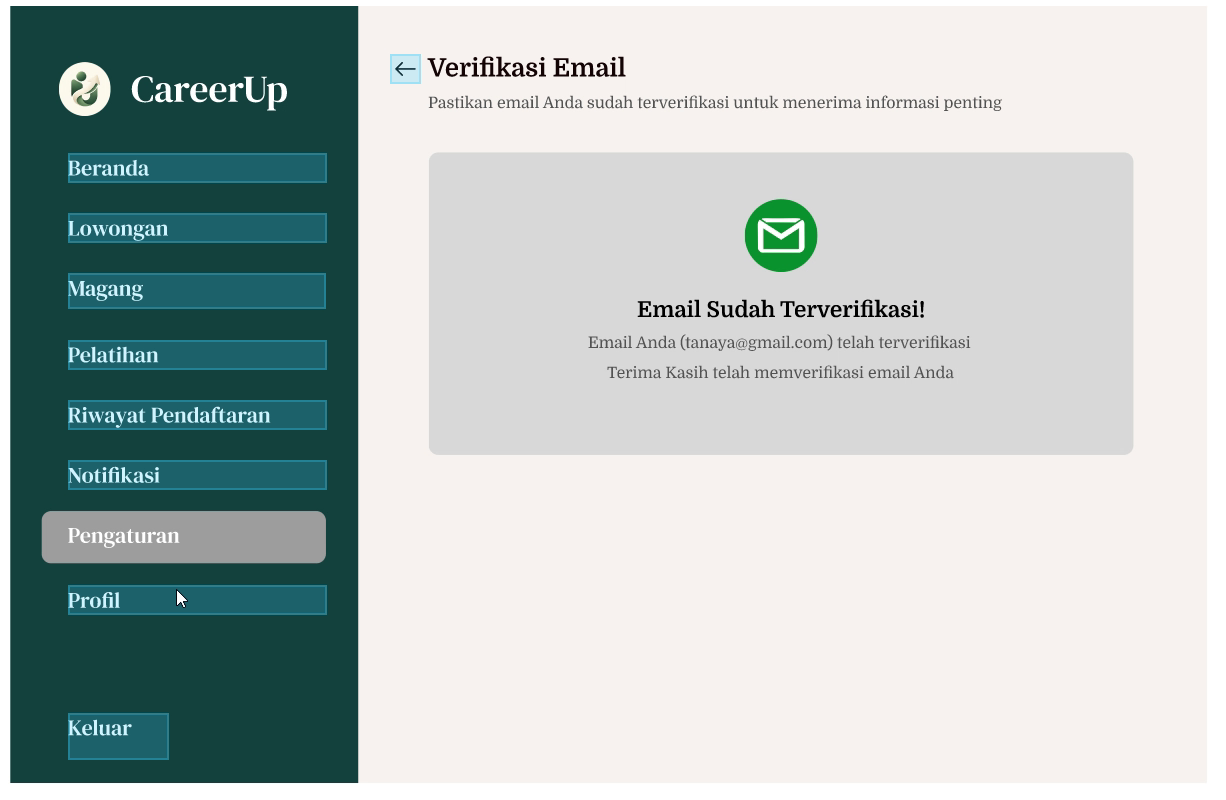 CareerUp
Beranda
Lowongan
Magang
Pelatihan
Riwayat Pendaftaran
Notifikasi
Pengaturan
Profil
Keluar
Verifikasi Email
Pastikan email Anda sudah terverifikasi untuk menerima informasi penting
Email Sudah Terverifikasi!
Email Anda (tanaya@gmail.com) telah terverifikasi
Terima Kasih telah memverifikasi email Anda